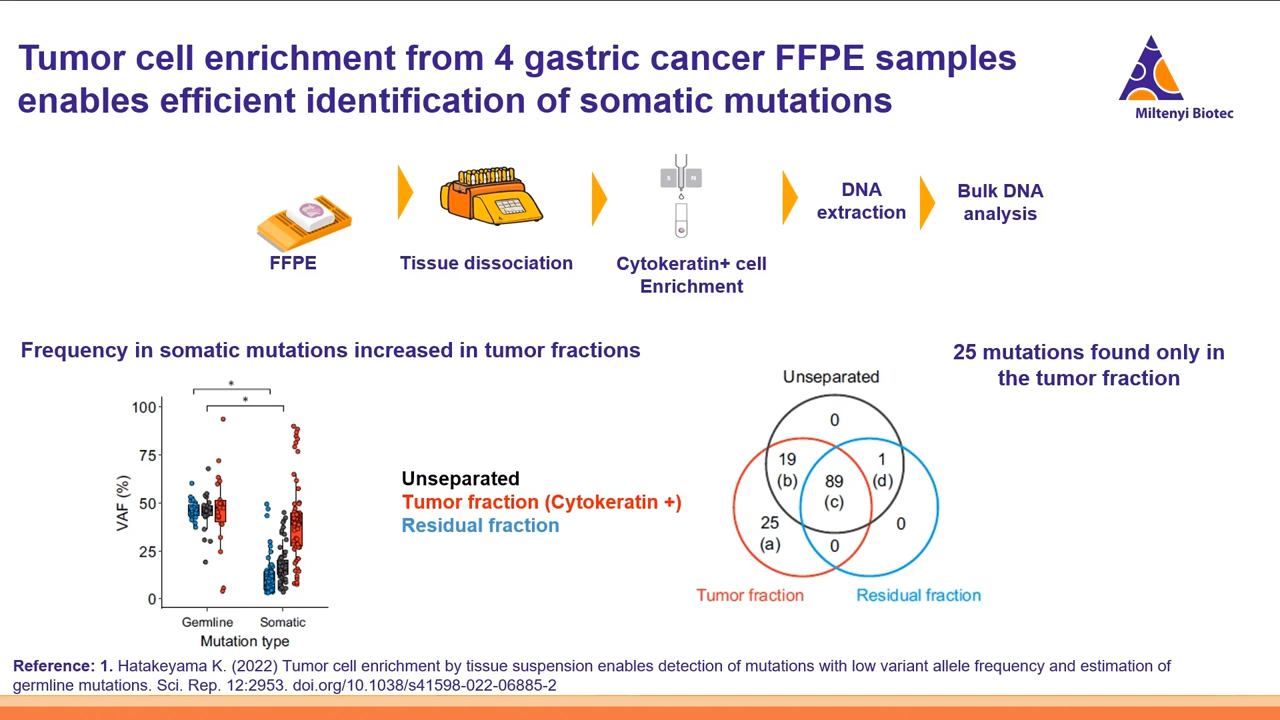 Tumor cell enrichment from 4 gastric cancer FFPE samples
enables efficient identification of somatic mutations
Miltenyi Biotec
FFPE
Tissue dissociation
S N
Cytokeratin+ cell
Enrichment
DNA
extraction
Bulk DNA
analysis
Frequency in somatic mutations increased in tumor fractions
*
*
100
75
50
25
0
VAF (%)
Germline
Somatic
Mutation type
Unseparated
Tumor fraction (Cytokeratin +)
Residual fraction
Unseparated
0
19
(b)
1
(d)
89
(c)
25
(a)
0
0
Tumor fraction
Residual fraction
25 mutations found only in
the tumor fraction
Reference: 1. Hatakeyama K. (2022) Tumor cell enrichment by tissue suspension enables detection of mutations with low variant allele frequency and estimation of
germline mutations. Sci. Rep. 12:2953. doi.org/10.1038/s41598-022-06885-2